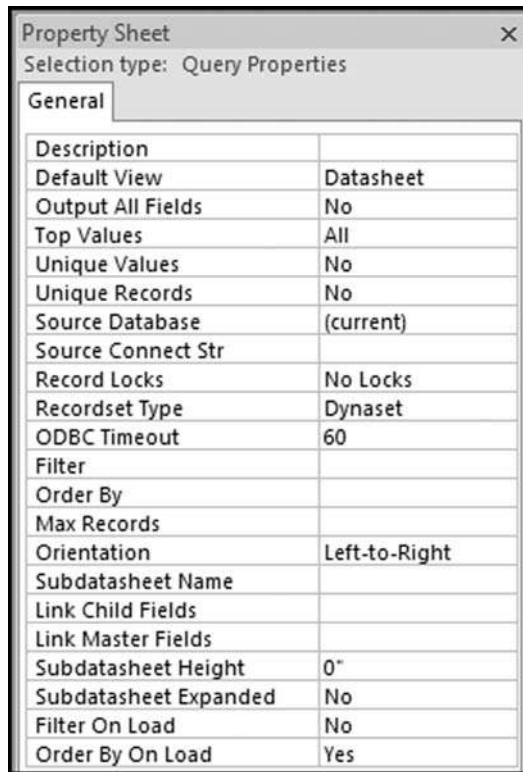 Property Sheet ×
Selection type: Query Properties
General
Description
Default View Datasheet
Output All Fields No
Top Values All
Unique Values No
Unique Records No
Source Database (current)
Source Connect Str
Record Locks No Locks
Recordset Type Dynaset
ODBC Timeout 60
Filter
Order By
Max Records
Orientation Left-to-Right
Subdatasheet Name
Link Child Fields
Link Master Fields
Subdatasheet Height 0"
Subdatasheet Expanded No
Filter On Load No
Order By On Load Yes